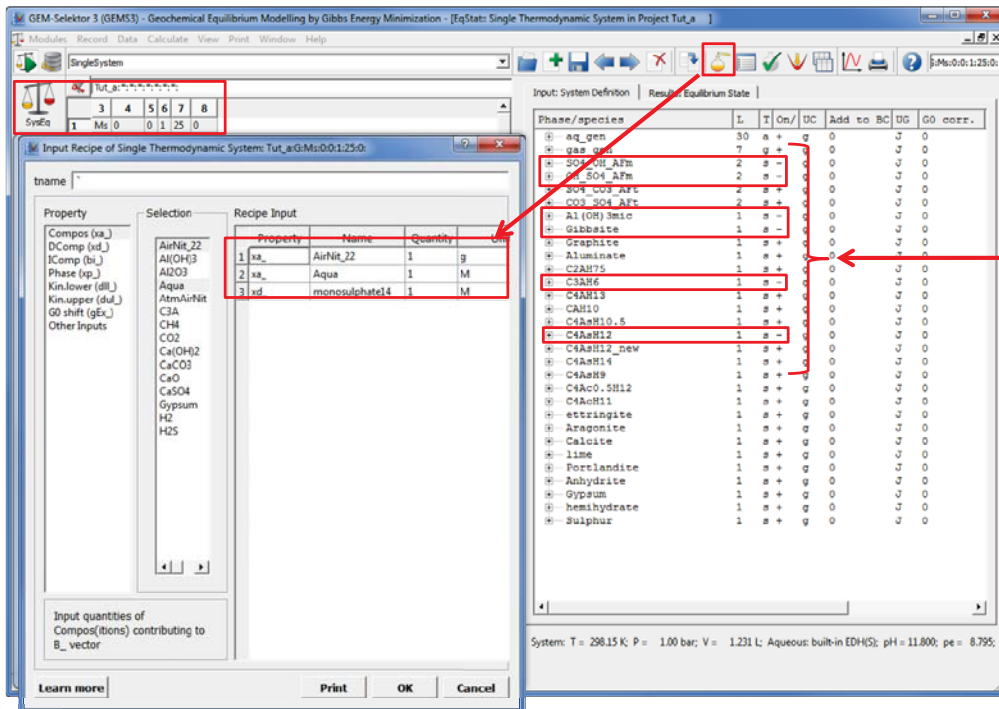 GEM-Selektor 3 (GEMS3) - Geochemical Equilibrium Modelling by Gibbs Energy Minimization - [EqStat: Single Thermodynamic System in Project Tut_a ]
Modules Record Data Calculate View Print Window Help
SingleSystem
:Ms:0:0:1:25:0:
Tut_a:*:*:*:*:*:*:*:
SysEq
3 4 5 6 7 8
1 Ms 0 0 1 25 0
Input: System Definition Results: Equilibrium State
Phase/species L T On/ UC Add to BC UG G0 corr.
aq_gen 30 a + g 0 J 0
gas_gen 7 g + g 0 J 0
SO4_OH_AFm 2 s - g 0 J 0
OH_SO4_AFm 2 s - g 0 J 0
SO4_CO3_AFt 2 s + g 0 J 0
CO3_SO4_AFt 2 s + g 0 J 0
Al(OH)3mic 1 s - g 0 J 0
Gibbsite 1 s - g 0 J 0
Graphite 1 s + g 0 J 0
Aluminate 1 s + g 0 J 0
C2AH75 1 s + g 0 J 0
C3AH6 1 s - g 0 J 0
C4AH13 1 s + g 0 J 0
CAH10 1 s + g 0 J 0
C4AsH10.5 1 s + g 0 J 0
C4AsH12 1 s - g 0 J 0
C4AsH12_new 1 s + g 0 J 0
C4AsH14 1 s + g 0 J 0
C4AsH9 1 s + g 0 J 0
C4Ac0.5H12 1 s + g 0 J 0
C4AcH11 1 s + g 0 J 0
ettringite 1 s + g 0 J 0
Aragonite 1 s + g 0 J 0
Calcite 1 s + g 0 J 0
lime 1 s + g 0 J 0
Portlandite 1 s + g 0 J 0
Anhydrite 1 s + g 0 J 0
Gypsum 1 s + g 0 J 0
hemihydrate 1 s + g 0 J 0
Sulphur 1 s + g 0 J 0
System: T = 298.15 K; P = 1.00 bar; V = 1.231 L; Aqueous: built-in EDH(S); pH = 11.800; pe = 8.795;
Input Recipe of Single Thermodynamic System: Tut_a:G:Ms:0:0:1:25:0:
tname `
Property
Compos (xa_)
DComp (xd_)
IComp (bi_)
Phase (xp_)
Kin.lower (dll_)
Kin.upper (dul_)
G0 shift (gEx_)
Other Inputs
Selection
AirNit_22
Al(OH)3
Al2O3
Aqua
AtmAirNit
C3A
CH4
CO2
Ca(OH)2
CaCO3
CaO
CaSO4
Gypsum
H2
H2S
Recipe Input
Property Name Quantity
1 xa_ AirNit_22 1 g
2 xa_ Aqua 1 M
3 xd_ monosulphate14 1 M
Input quantities of
Compos(itions) contributing to
B_ vector
Learn more Print OK Cancel